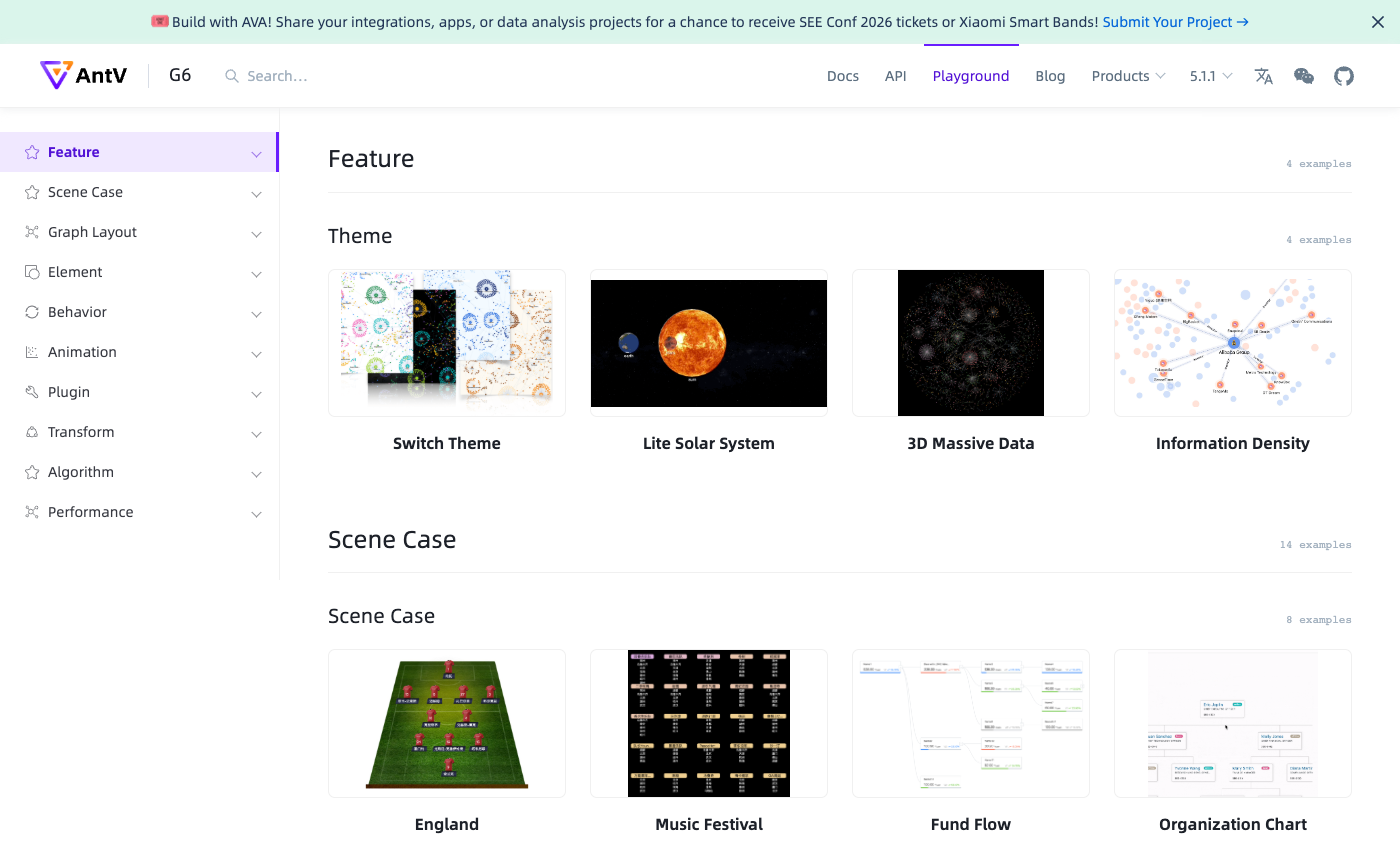 Build with AVA! Share your integrations, apps, or data analysis projects for a chance to receive SEE Conf 2026 tickets or Xiaomi Smart Bands! Submit Your Project →
AntV G6 Search… Docs API Playground Blog Products 5.1.1
Feature
Scene Case
Graph Layout
Element
Behavior
Animation
Plugin
Transform
Algorithm
Performance
Feature 4 examples
Theme 4 examples
Alibaba Group
Switch Theme Lite Solar System 3D Massive Data Information Density
Scene Case 14 examples
Scene Case 8 examples
England Music Festival Fund Flow Organization Chart